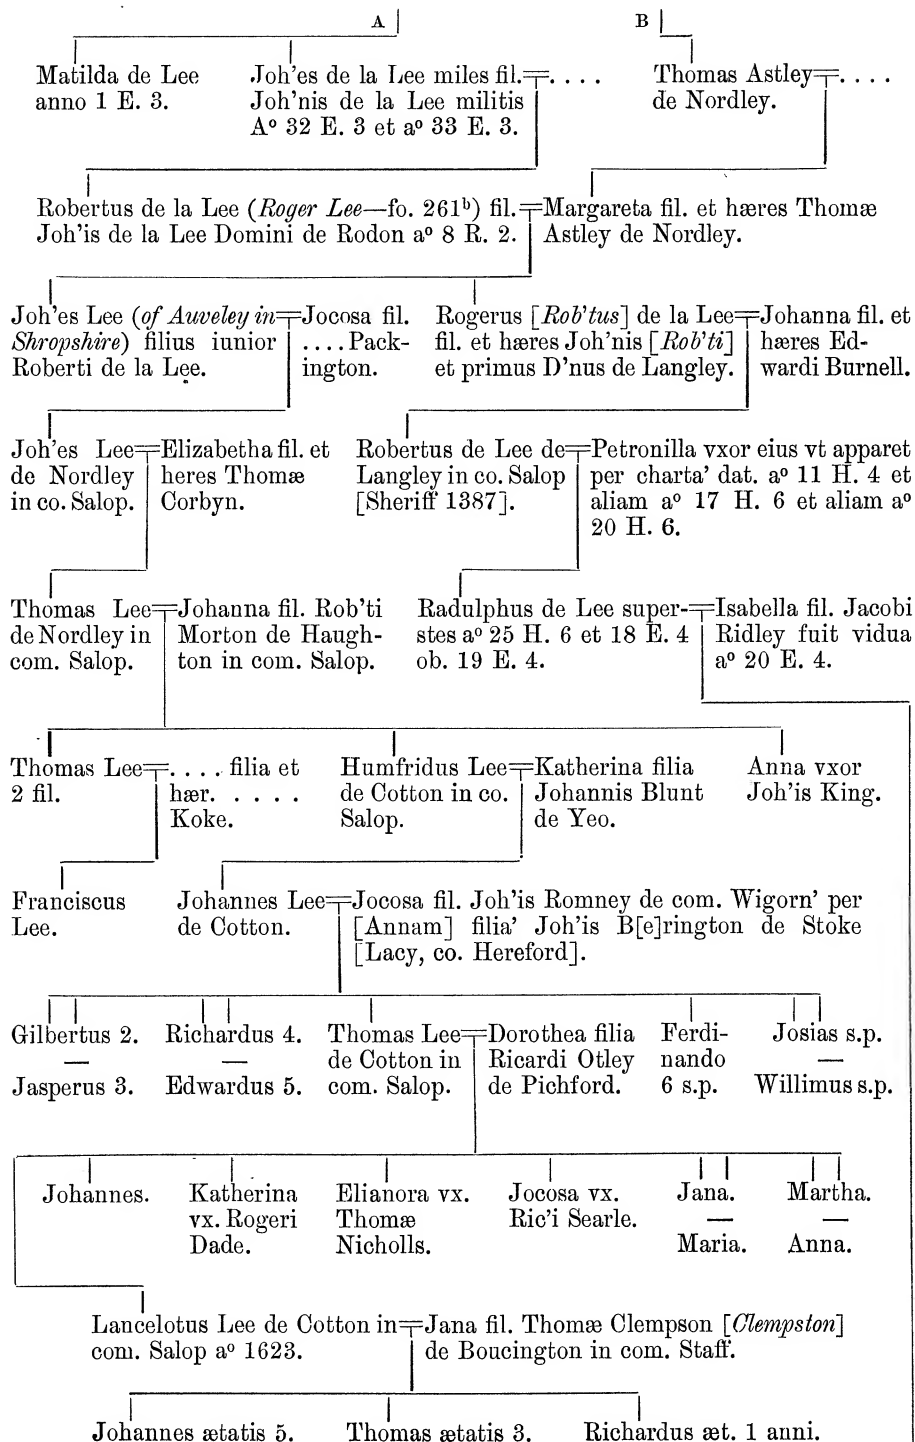 A B
Matilda de Lee
anno 1 E. 3.
Joh'es de la Lee miles fil. . . . .
Joh'nis de la Lee militis
Aº 32 E. 3 et aº 33 E. 3.
Thomas Astley . . . .
de Nordley.
Robertus de la Lee (Roger Lee—fo. 261ᵇ) fil.
Joh'is de la Lee Domini de Rodon aº 8 R. 2.
Margareta fil. et hæres Thomæ
Astley de Nordley.
Joh'es Lee (of Auveley in
Shropshire) filius iunior
Roberti de la Lee.
Jocosa fil.
. . . . Pack-
ington.
Rogerus [Rob'tus] de la Lee
fil. et hæres Joh'nis [Rob'ti]
et primus D'nus de Langley.
Johanna fil. et
hæres Ed-
wardi Burnell.
Joh'es Lee
de Nordley
in co. Salop.
Elizabetha fil. et
heres Thomæ
Corbyn.
Robertus de Lee de
Langley in co. Salop
[Sheriff 1387].
Petronilla vxor eius vt apparet
per charta' dat. aº 11 H. 4 et
aliam aº 17 H. 6 et aliam aº
20 H. 6.
Thomas Lee
de Nordley in
com. Salop.
Johanna fil. Rob'ti
Morton de Haugh-
ton in com. Salop.
Radulphus de Lee super-
stes aº 25 H. 6 et 18 E. 4
ob. 19 E. 4.
Isabella fil. Jacobi
Ridley fuit vidua
aº 20 E. 4.
Thomas Lee
2 fil.
. . . . filia et
hær. . . . . .
Koke.
Humfridus Lee
de Cotton in co.
Salop.
Katherina filia
Johannis Blunt
de Yeo.
Anna vxor
Joh'is King.
Franciscus
Lee.
Johannes Lee
de Cotton.
Jocosa fil. Joh'is Romney de com. Wigorn' per
[Annam] filia' Joh'is B[e]rington de Stoke
[Lacy, co. Hereford].
Gilbertus 2.
—
Jasperus 3.
Richardus 4.
—
Edwardus 5.
Thomas Lee
de Cotton in
com. Salop.
Dorothea filia
Ricardi Otley
de Pichford.
Ferdi-
nando
6 s.p.
Josias s.p.
—
Willimus s.p.
Johannes.
Katherina
vx. Rogeri
Dade.
Elianora vx.
Thomæ
Nicholls.
Jocosa vx.
Ric'i Searle.
Jana.
—
Maria.
Martha.
—
Anna.
Lancelotus Lee de Cotton in
com. Salop aº 1623.
Jana fil. Thomæ Clempson [Clempston]
de Boucington in com. Staff.
Johannes ætatis 5.
Thomas ætatis 3.
Richardus æt. 1 anni.